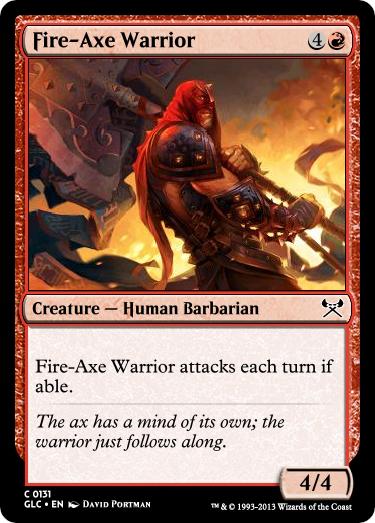 Fire-Axe Warrior 4
Creature — Human Barbarian
Fire-Axe Warrior attacks each turn if
able.
The ax has a mind of its own; the
warrior just follows along.
4/4
C 0131
GLC • EN David Portman
™ & © 1993-2013 Wizards of the Coast